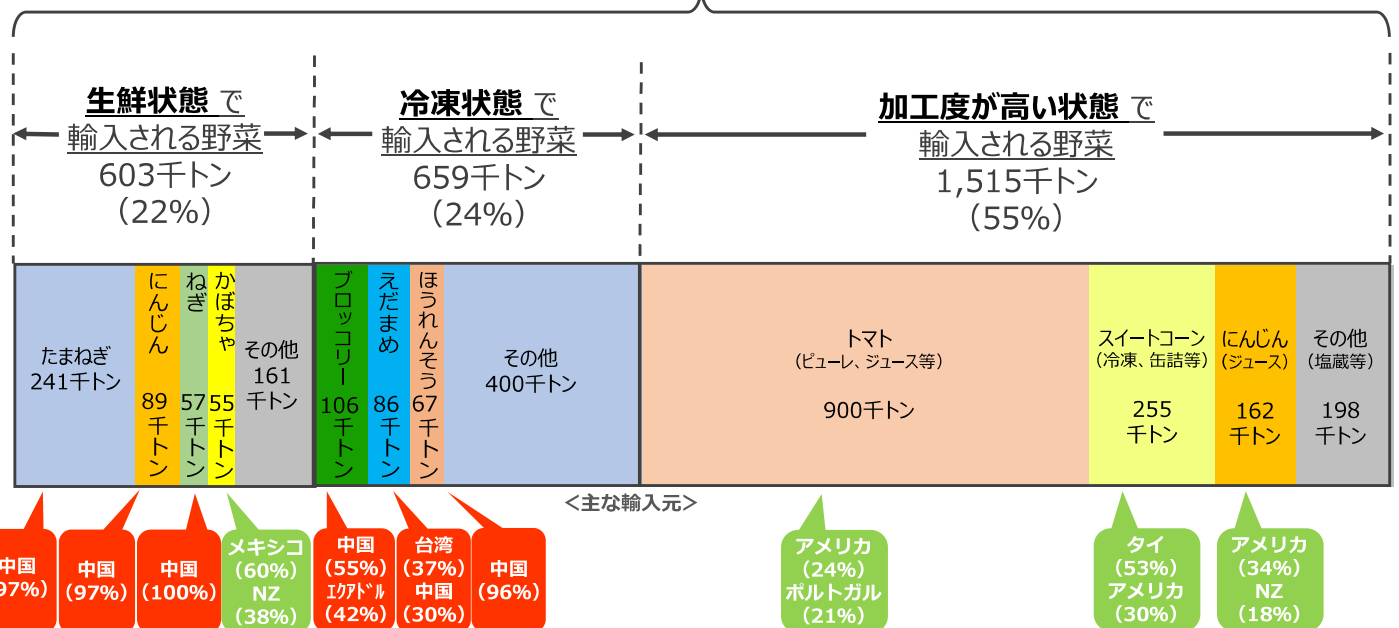 生鮮状態 で
輸入される野菜
603千トン
(22%)
冷凍状態 で
輸入される野菜
659千トン
(24%)
加工度が高い状態 で
輸入される野菜
1,515千トン
(55%)
たまねぎ
241千トン
にんじん
89千トン
ねぎ
57千トン
かぼちゃ
55千トン
その他
161
千トン
ブロッコリー
106千トン
えだまめ
86千トン
ほうれんそう
67千トン
その他
400千トン
トマト
(ピューレ、ジュース等)
900千トン
スイートコーン
(冷凍、缶詰等)
255
千トン
にんじん
(ジュース)
162
千トン
その他
(塩蔵等)
198
千トン
<主な輸入元>
中国
97%)
中国
(97%)
中国
(100%)
メキシコ
(60%)
NZ
(38%)
中国
(55%)
エクアドル
(42%)
台湾
(37%)
中国
(30%)
中国
(96%)
アメリカ
(24%)
ポルトガル
(21%)
タイ
(53%)
アメリカ
(30%)
アメリカ
(34%)
NZ
(18%)